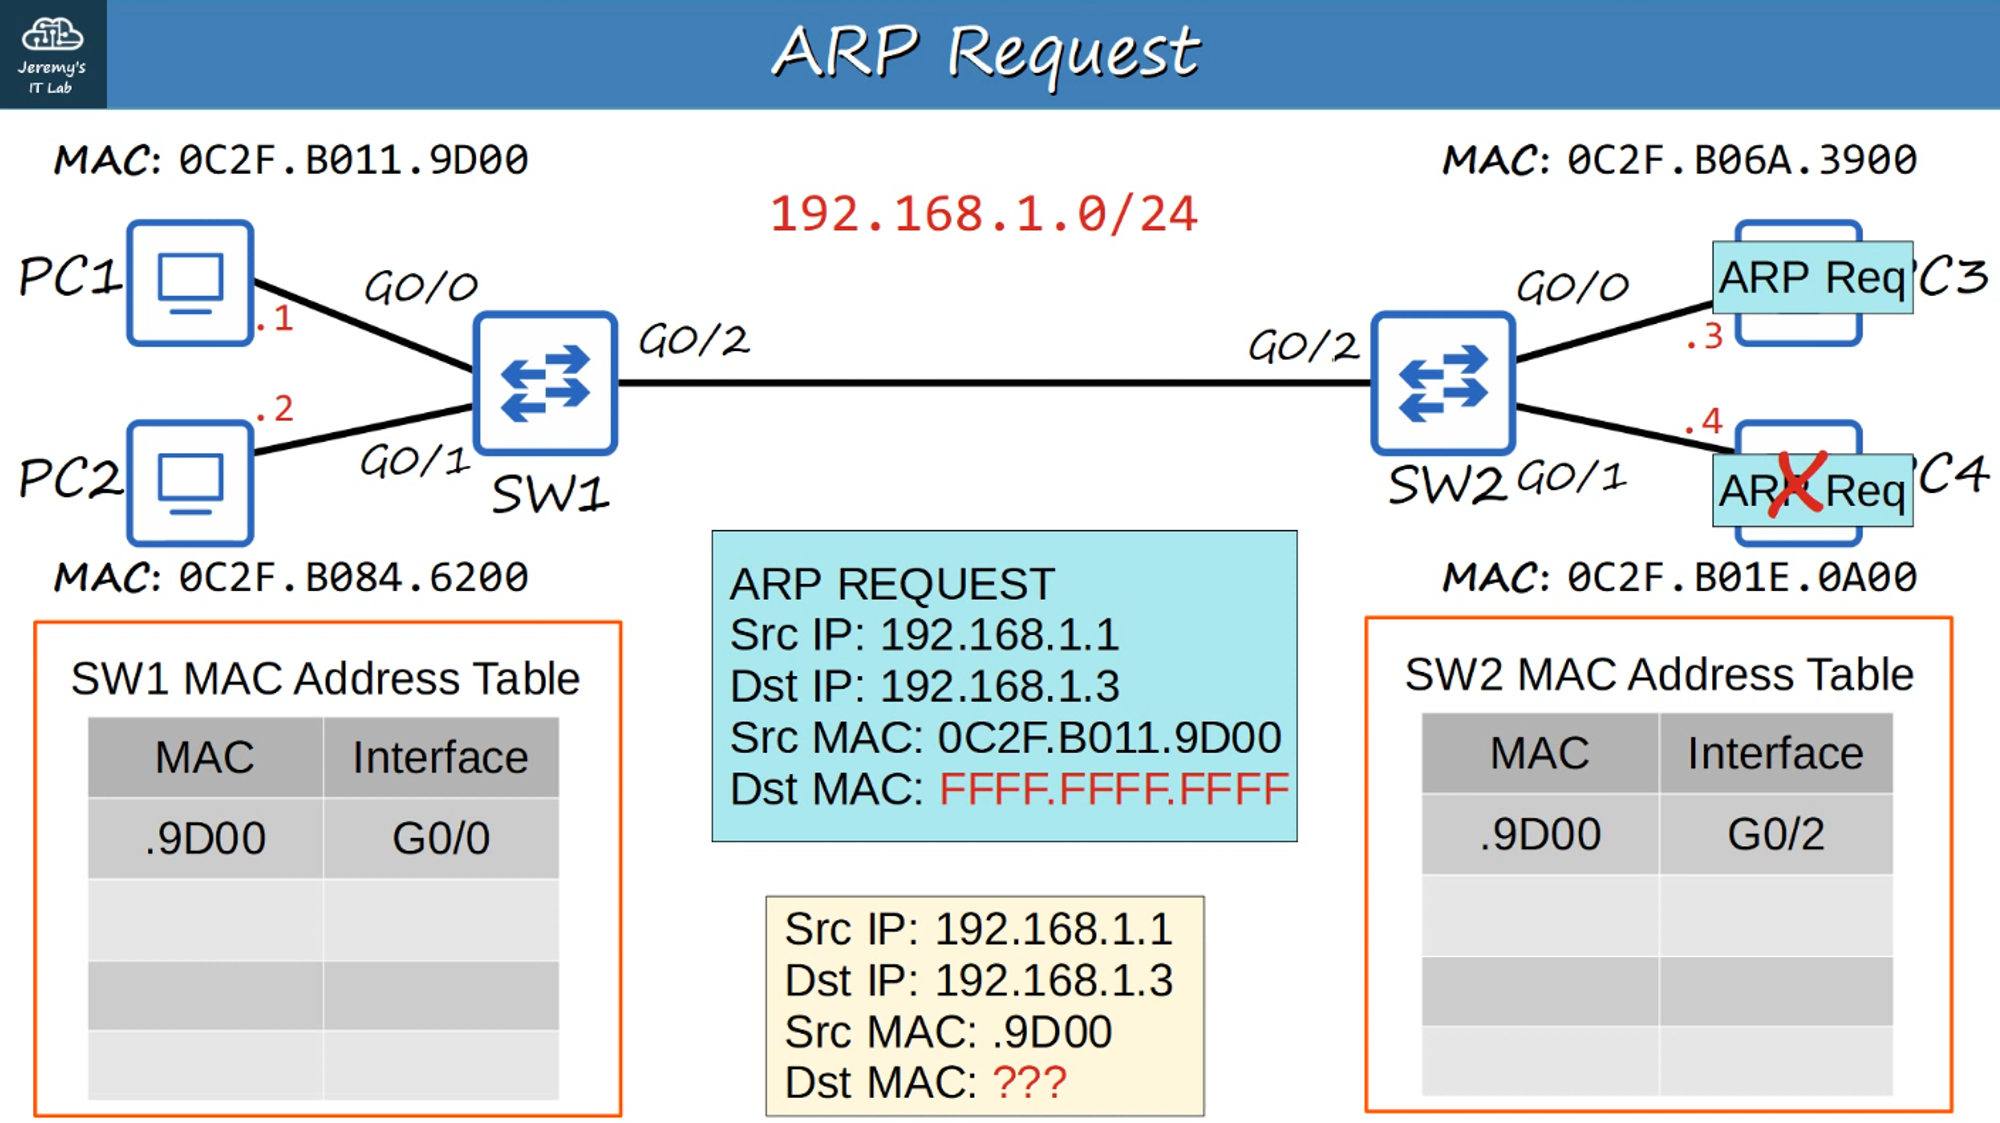 Jeremy's
IT Lab
ARP Request
MAC: 0C2F.B011.9D00
MAC: 0C2F.B06A.3900
192.168.1.0/24
PC1
G0/0
.1
G0/2
G0/2
G0/0
ARP Req
C3
.3
.2
PC2
G0/1
SW1
SW2
G0/1
.4
ARP Req
C4
MAC: 0C2F.B084.6200
MAC: 0C2F.B01E.0A00
ARP REQUEST
Src IP: 192.168.1.1
Dst IP: 192.168.1.3
Src MAC: 0C2F.B011.9D00
Dst MAC: FFFF.FFFF.FFFF
SW1 MAC Address Table
MAC Interface
.9D00 G0/0
SW2 MAC Address Table
MAC Interface
.9D00 G0/2
Src IP: 192.168.1.1
Dst IP: 192.168.1.3
Src MAC: .9D00
Dst MAC: ???